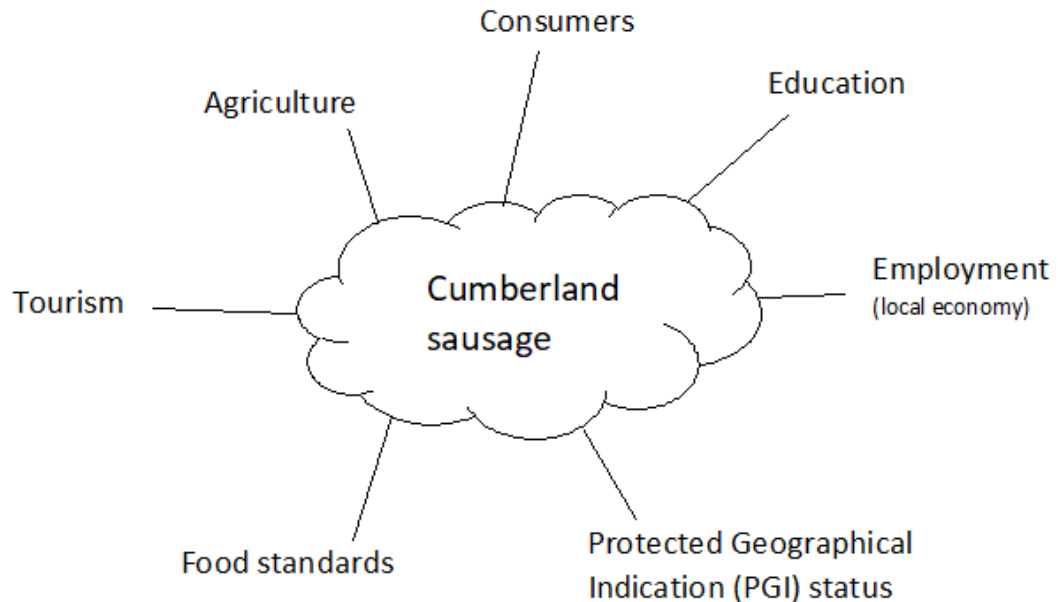 Consumers
Education
Agriculture
Cumberland
sausage
Employment
(local economy)
Tourism
Food standards
Protected Geographical
Indication (PGI) status